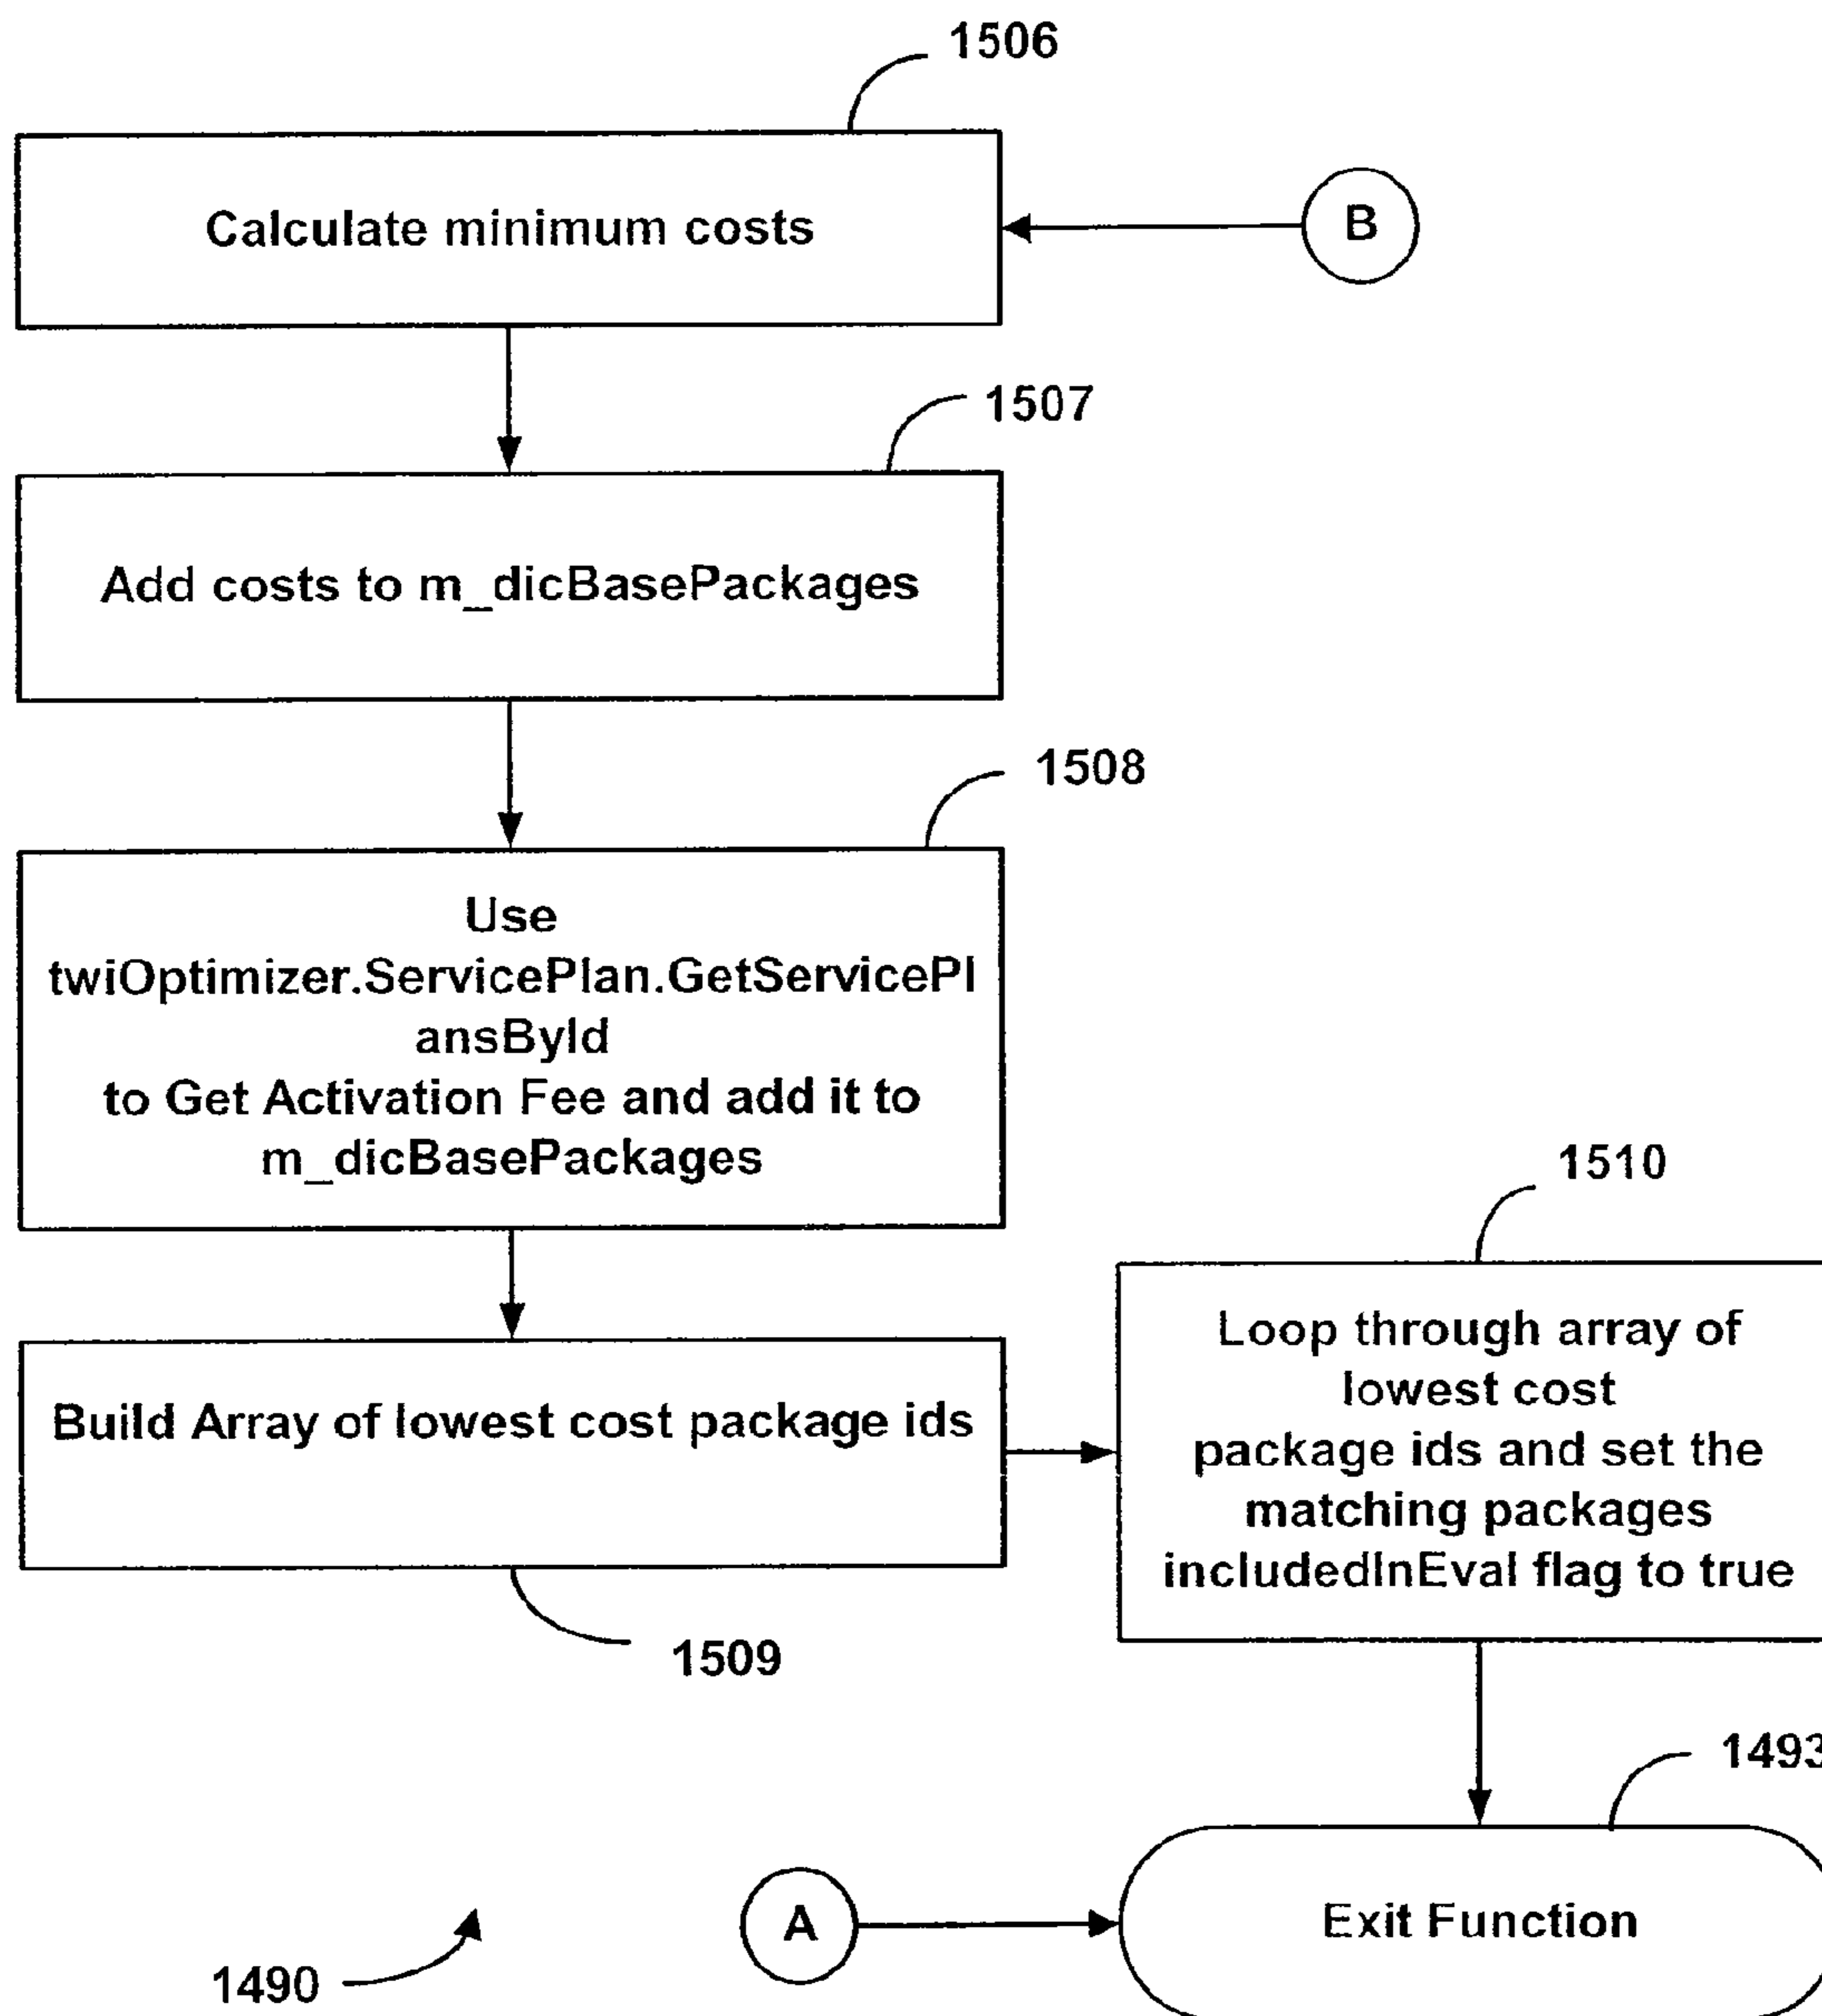 1506
Calculate minimum costs
B
1507
Add costs to m_dicBasePackages
1508
Use
twiOptimizer.ServicePlan.GetServicePl
ansById
to Get Activation Fee and add it to
m_dicBasePackages
1510
Build Array of lowest cost package ids
1509
Loop through array of
lowest cost
package ids and set the
matching packages
includedInEval flag to true
1493
A
Exit Function
1490